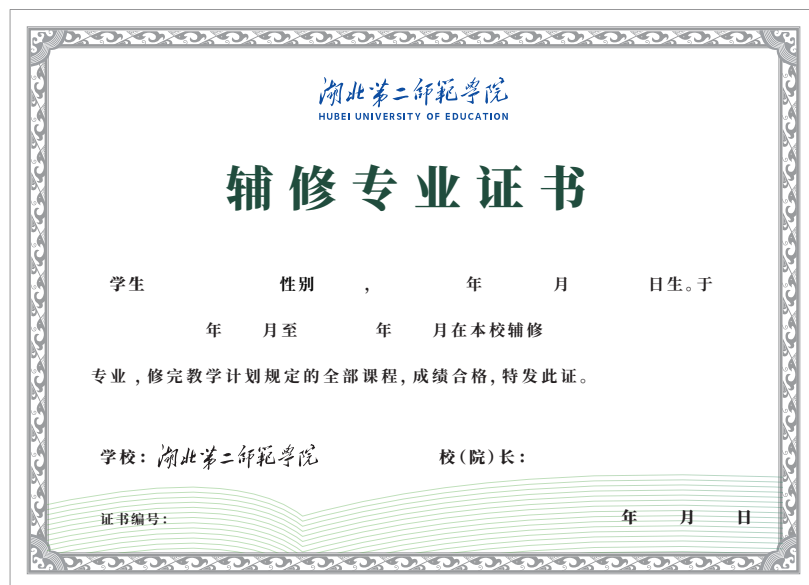 湖北第二师范学院
HUBEI UNIVERSITY OF EDUCATION
辅修专业证书
学生 性别 , 年 月 日生。于
年 月至 年 月在本校辅修
专业,修完教学计划规定的全部课程,成绩合格,特发此证。
学校: 湖北第二师范学院 校(院)长:
证书编号: 年 月 日